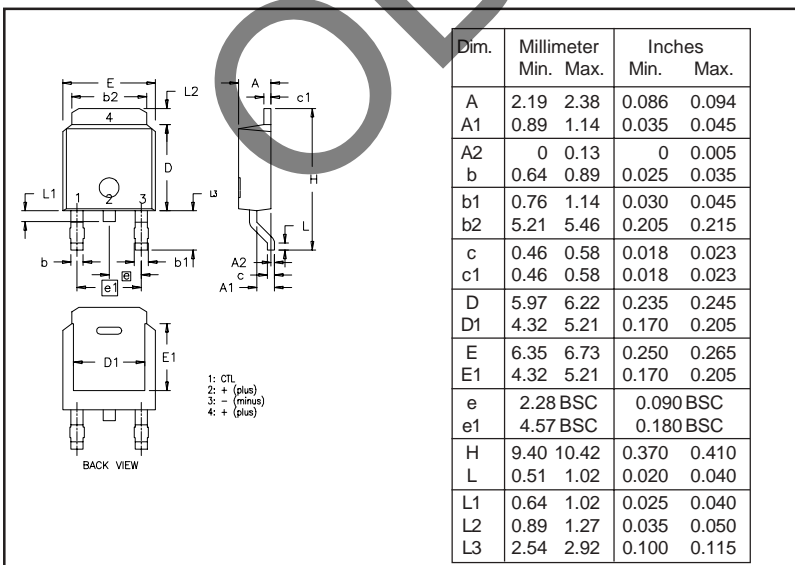 E
b2
L2
4
D
L1
1 2 3
L3
b
b1
e
e1
A
c1
H
L
A2
c
A1
D1
E1
BACK VIEW
1: CTL
2: + (plus)
3: - (minus)
4: + (plus)
Dim. Millimeter Inches
Min. Max. Min. Max.
A 2.19 2.38 0.086 0.094
A1 0.89 1.14 0.035 0.045
A2 0 0.13 0 0.005
b 0.64 0.89 0.025 0.035
b1 0.76 1.14 0.030 0.045
b2 5.21 5.46 0.205 0.215
c 0.46 0.58 0.018 0.023
c1 0.46 0.58 0.018 0.023
D 5.97 6.22 0.235 0.245
D1 4.32 5.21 0.170 0.205
E 6.35 6.73 0.250 0.265
E1 4.32 5.21 0.170 0.205
e 2.28 BSC 0.090 BSC
e1 4.57 BSC 0.180 BSC
H 9.40 10.42 0.370 0.410
L 0.51 1.02 0.020 0.040
L1 0.64 1.02 0.025 0.040
L2 0.89 1.27 0.035 0.050
L3 2.54 2.92 0.100 0.115